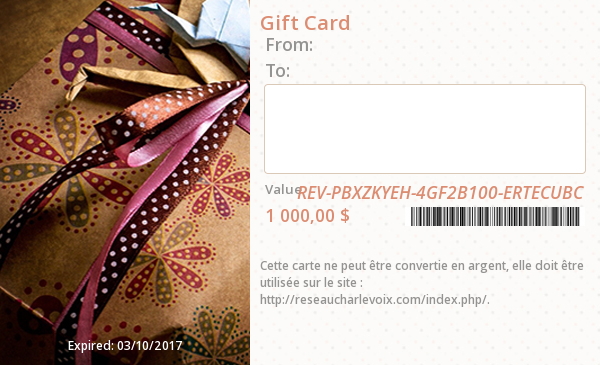 Gift Card
From:
To:
Value
REV-PBXZKYEH-4GF2B100-ERTECUBC
1 000,00 $
Cette carte ne peut être convertie en argent, elle doit être
utilisée sur le site :
http://reseaucharlevoix.com/index.php/.
Expired: 03/10/2017